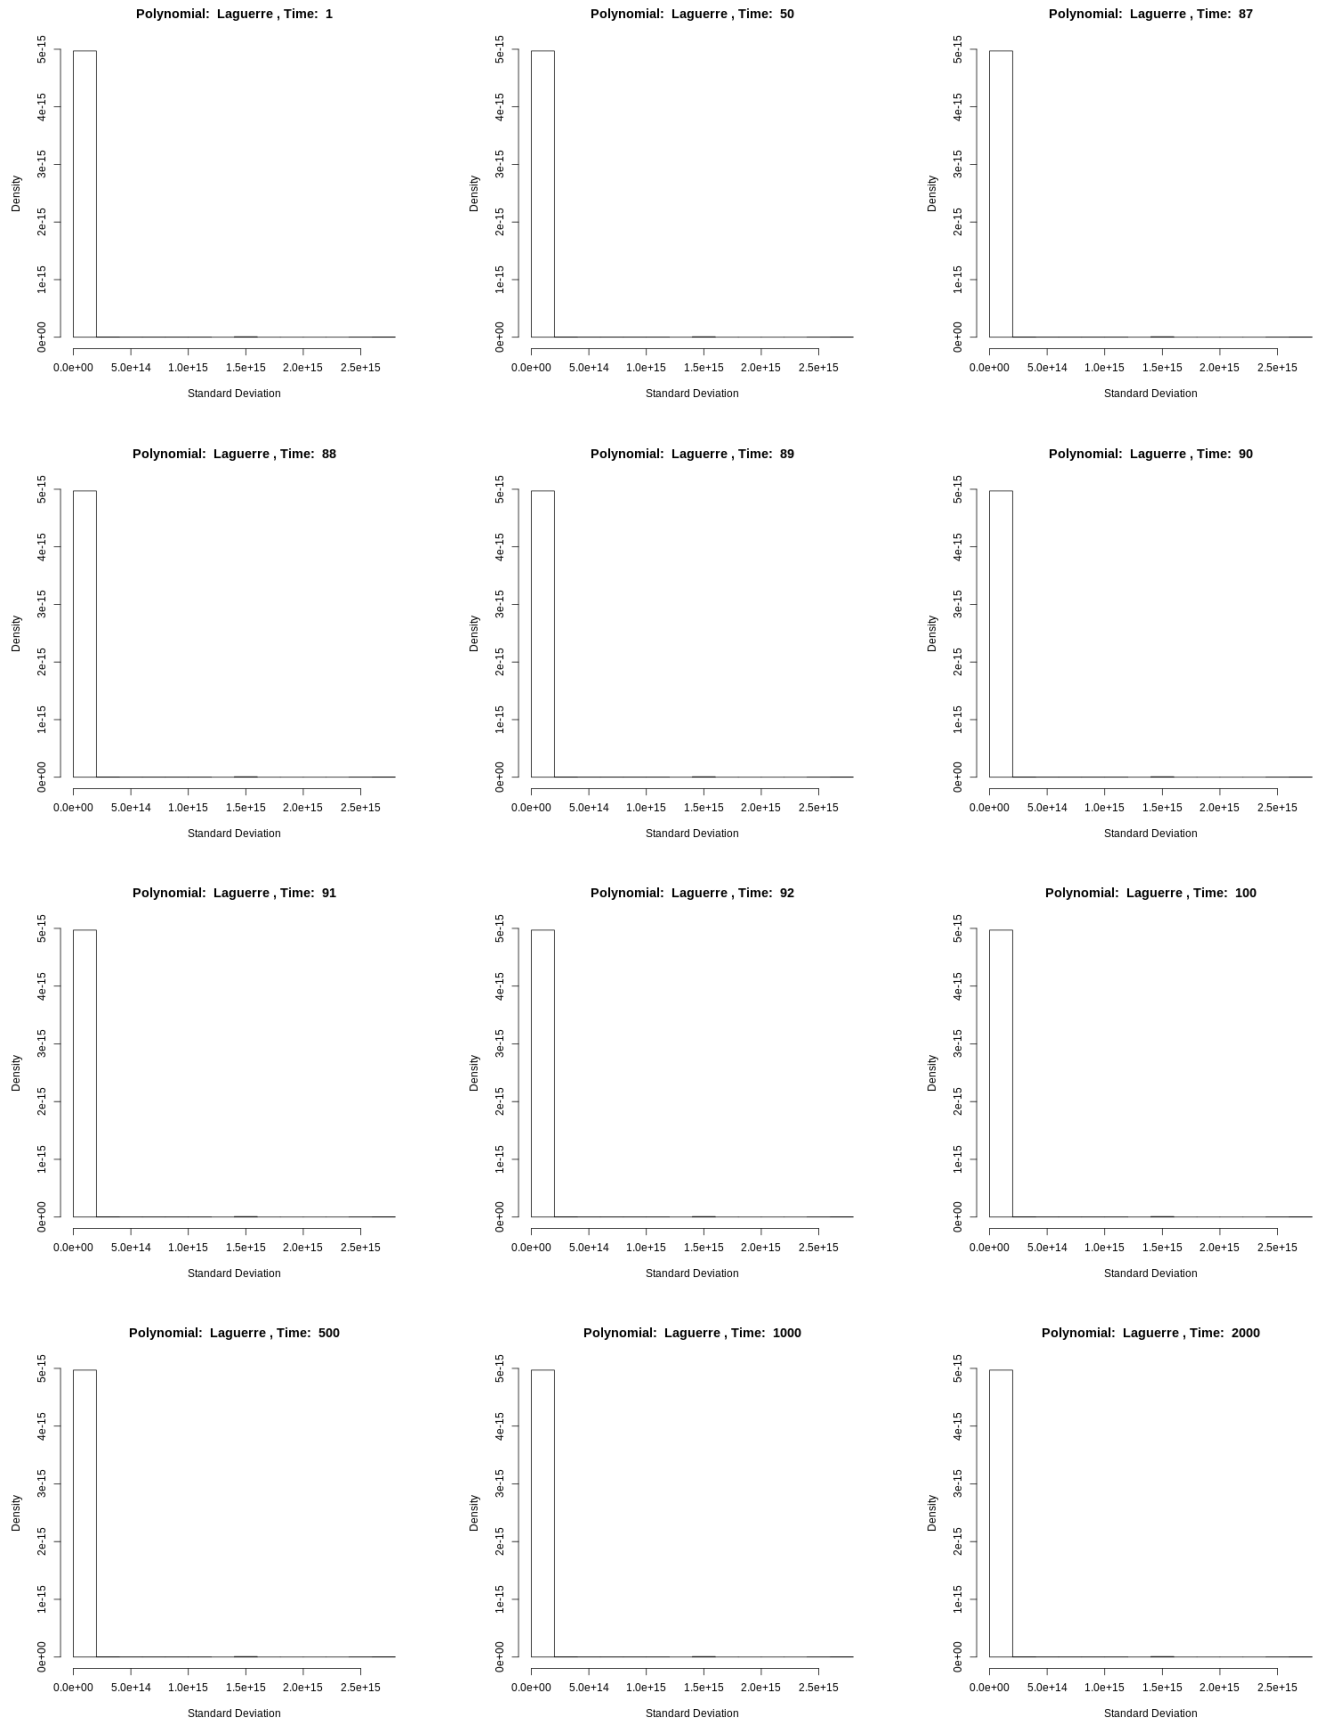 Polynomial:  Laguerre , Time:  1
5e-15
4e-15
3e-15
2e-15
1e-15
0e+00
Density
0.0e+00 5.0e+14 1.0e+15 1.5e+15 2.0e+15 2.5e+15
Standard Deviation
Polynomial:  Laguerre , Time:  50
5e-15
4e-15
3e-15
2e-15
1e-15
0e+00
Density
0.0e+00 5.0e+14 1.0e+15 1.5e+15 2.0e+15 2.5e+15
Standard Deviation
Polynomial:  Laguerre , Time:  87
5e-15
4e-15
3e-15
2e-15
1e-15
0e+00
Density
0.0e+00 5.0e+14 1.0e+15 1.5e+15 2.0e+15 2.5e+15
Standard Deviation
Polynomial:  Laguerre , Time:  88
5e-15
4e-15
3e-15
2e-15
1e-15
0e+00
Density
0.0e+00 5.0e+14 1.0e+15 1.5e+15 2.0e+15 2.5e+15
Standard Deviation
Polynomial:  Laguerre , Time:  89
5e-15
4e-15
3e-15
2e-15
1e-15
0e+00
Density
0.0e+00 5.0e+14 1.0e+15 1.5e+15 2.0e+15 2.5e+15
Standard Deviation
Polynomial:  Laguerre , Time:  90
5e-15
4e-15
3e-15
2e-15
1e-15
0e+00
Density
0.0e+00 5.0e+14 1.0e+15 1.5e+15 2.0e+15 2.5e+15
Standard Deviation
Polynomial:  Laguerre , Time:  91
5e-15
4e-15
3e-15
2e-15
1e-15
0e+00
Density
0.0e+00 5.0e+14 1.0e+15 1.5e+15 2.0e+15 2.5e+15
Standard Deviation
Polynomial:  Laguerre , Time:  92
5e-15
4e-15
3e-15
2e-15
1e-15
0e+00
Density
0.0e+00 5.0e+14 1.0e+15 1.5e+15 2.0e+15 2.5e+15
Standard Deviation
Polynomial:  Laguerre , Time:  100
5e-15
4e-15
3e-15
2e-15
1e-15
0e+00
Density
0.0e+00 5.0e+14 1.0e+15 1.5e+15 2.0e+15 2.5e+15
Standard Deviation
Polynomial:  Laguerre , Time:  500
5e-15
4e-15
3e-15
2e-15
1e-15
0e+00
Density
0.0e+00 5.0e+14 1.0e+15 1.5e+15 2.0e+15 2.5e+15
Standard Deviation
Polynomial:  Laguerre , Time:  1000
5e-15
4e-15
3e-15
2e-15
1e-15
0e+00
Density
0.0e+00 5.0e+14 1.0e+15 1.5e+15 2.0e+15 2.5e+15
Standard Deviation
Polynomial:  Laguerre , Time:  2000
5e-15
4e-15
3e-15
2e-15
1e-15
0e+00
Density
0.0e+00 5.0e+14 1.0e+15 1.5e+15 2.0e+15 2.5e+15
Standard Deviation